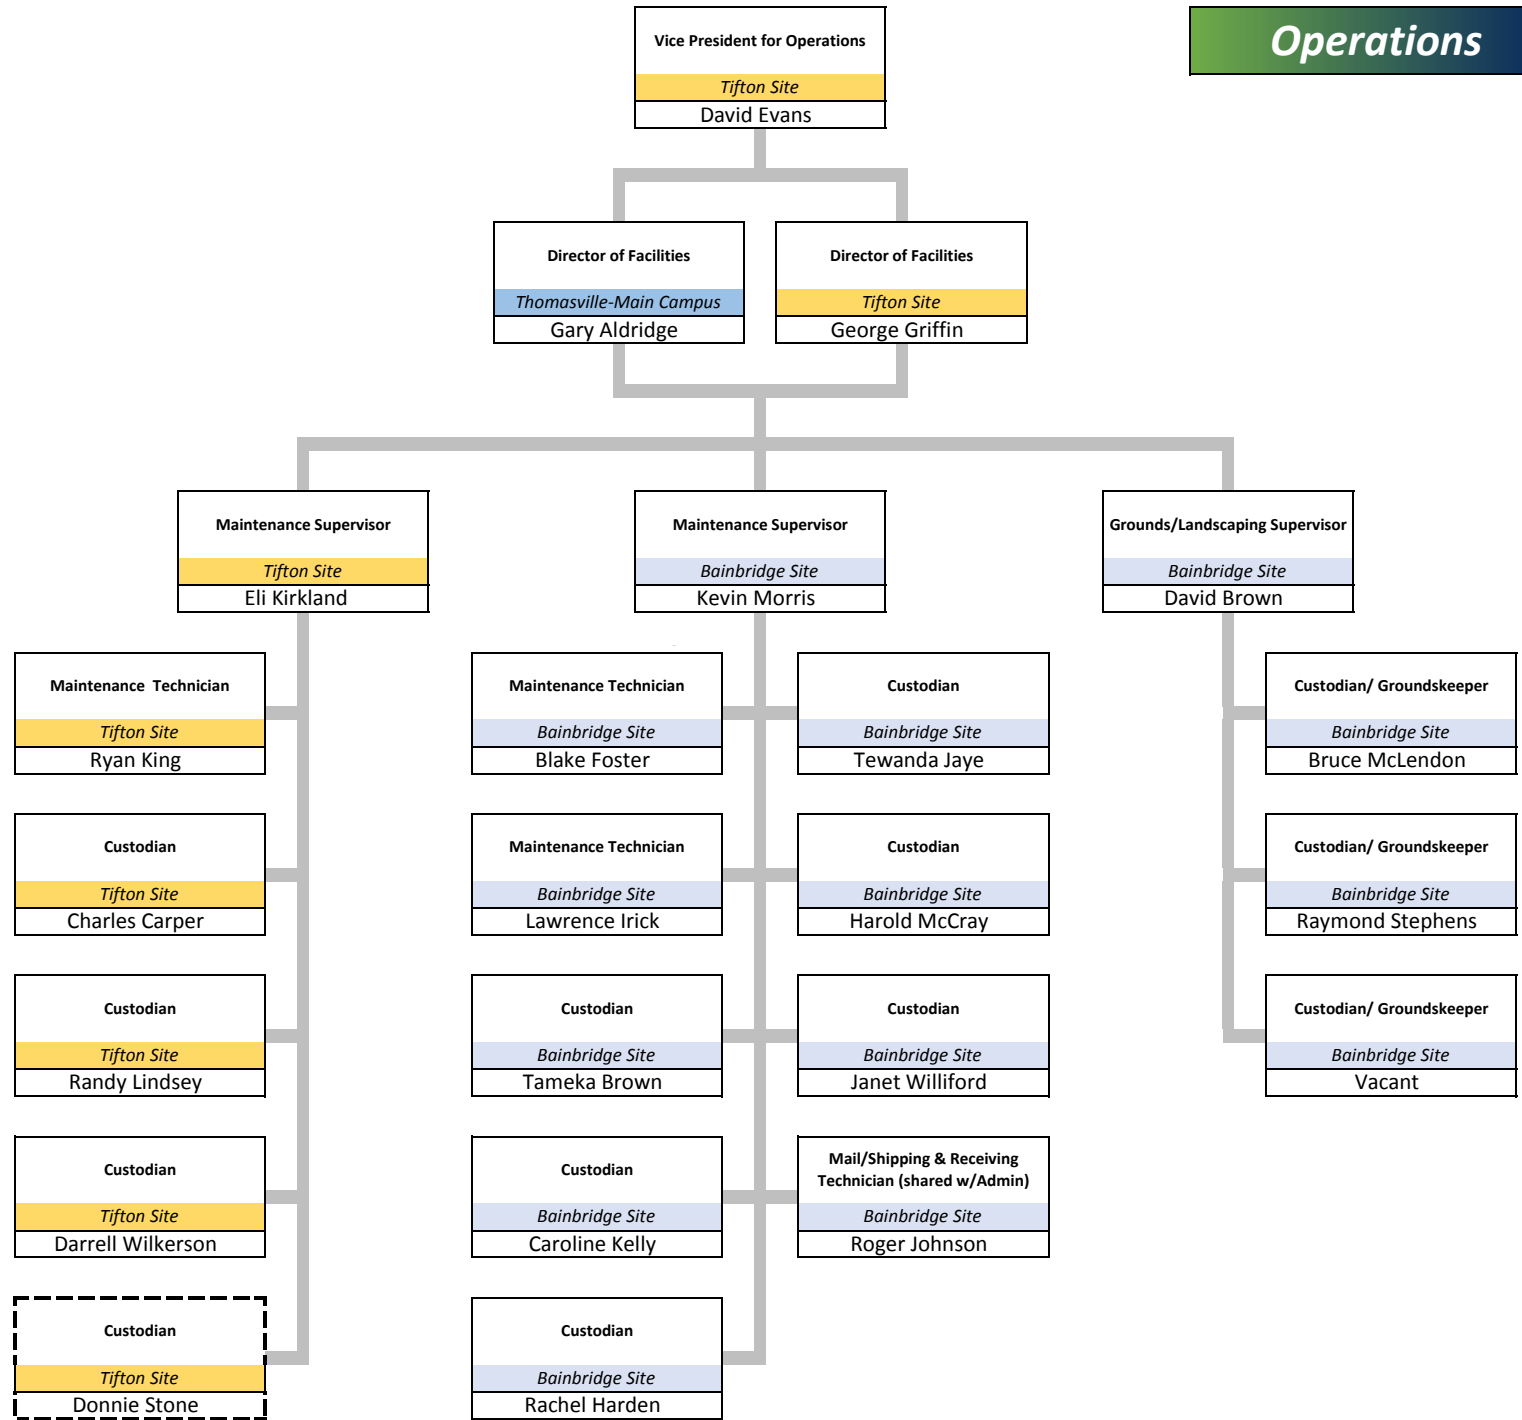 Operations
Vice President for Operations
Tifton Site
David Evans
Director of Facilities
Thomasville-Main Campus
Gary Aldridge
Director of Facilities
Tifton Site
George Griffin
Maintenance Supervisor
Tifton Site
Eli Kirkland
Maintenance Supervisor
Bainbridge Site
Kevin Morris
Grounds/Landscaping Supervisor
Bainbridge Site
David Brown
Maintenance  Technician
Tifton Site
Ryan King
Maintenance Technician
Bainbridge Site
Blake Foster
Custodian
Bainbridge Site
Tewanda Jaye
Custodian/ Groundskeeper
Bainbridge Site
Bruce McLendon
Custodian
Tifton Site
Charles Carper
Maintenance Technician
Bainbridge Site
Lawrence Irick
Custodian
Bainbridge Site
Harold McCray
Custodian/ Groundskeeper
Bainbridge Site
Raymond Stephens
Custodian
Tifton Site
Randy Lindsey
Custodian
Bainbridge Site
Tameka Brown
Custodian
Bainbridge Site
Janet Williford
Custodian/ Groundskeeper
Bainbridge Site
Vacant
Custodian
Tifton Site
Darrell Wilkerson
Custodian
Bainbridge Site
Caroline Kelly
Mail/Shipping & Receiving
Technician (shared w/Admin)
Bainbridge Site
Roger Johnson
Custodian
Tifton Site
Donnie Stone
Custodian
Bainbridge Site
Rachel Harden